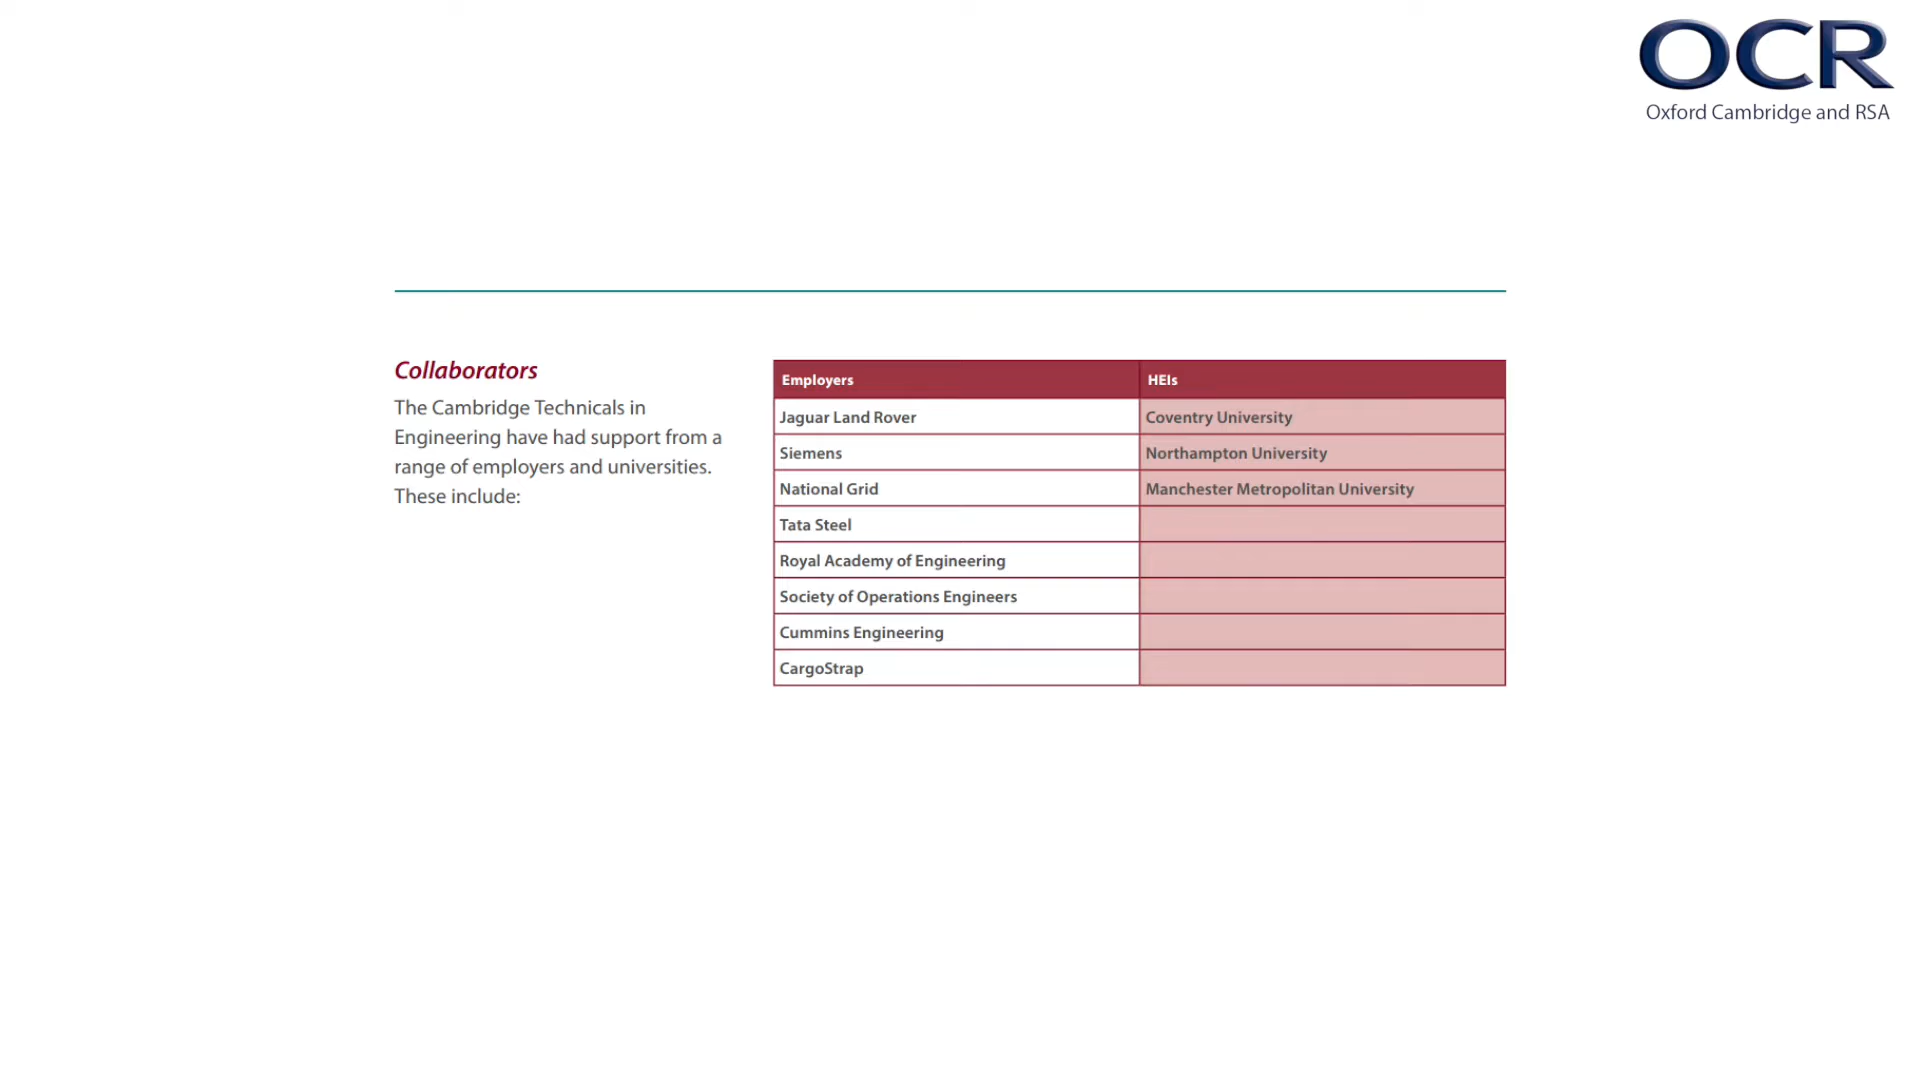 OCR
Oxford Cambridge and RSA
Collaborators
The Cambridge Technicals in
Engineering have had support from a
range of employers and universities.
These include:
Employers HEIs
Jaguar Land Rover Coventry University
Siemens Northampton University
National Grid Manchester Metropolitan University
Tata Steel
Royal Academy of Engineering
Society of Operations Engineers
Cummins Engineering
CargoStrap